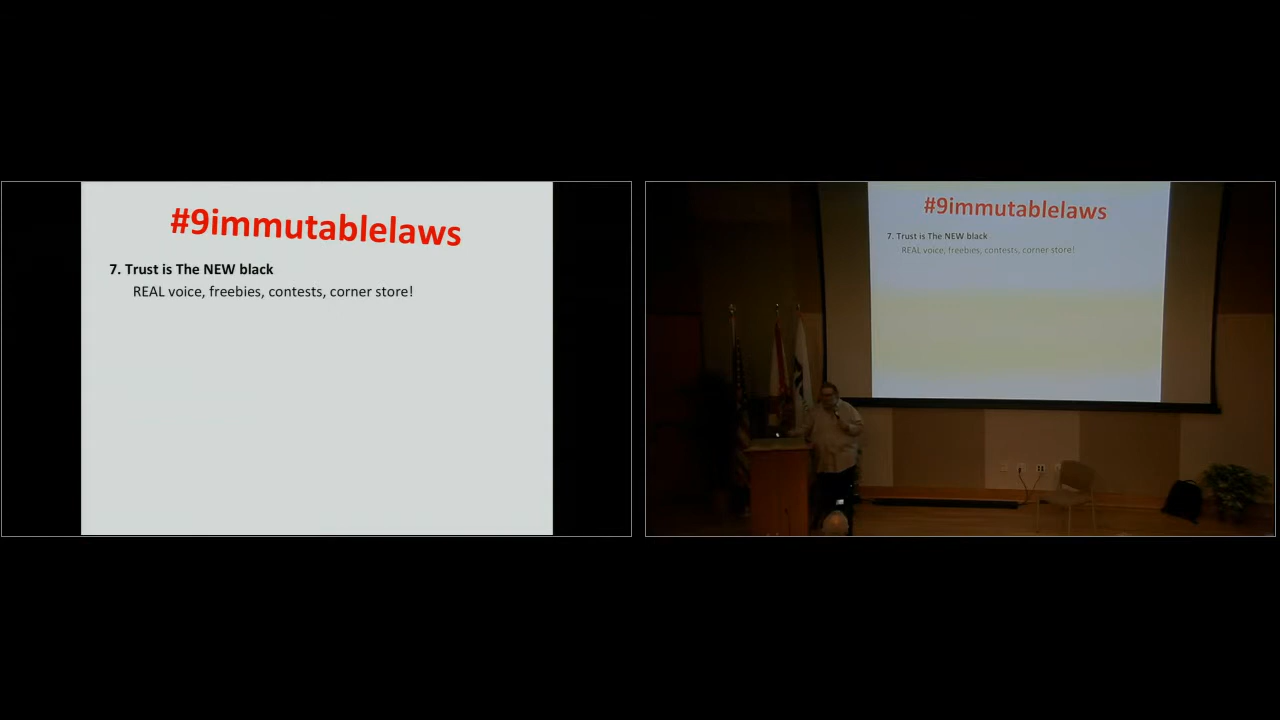 #9immutablelaws
7. Trust is The NEW black
REAL voice, freebies, contests, corner store!
#9immutablelaws
7. Trust is The NEW black
REAL voice, freebies, contests, corner store!